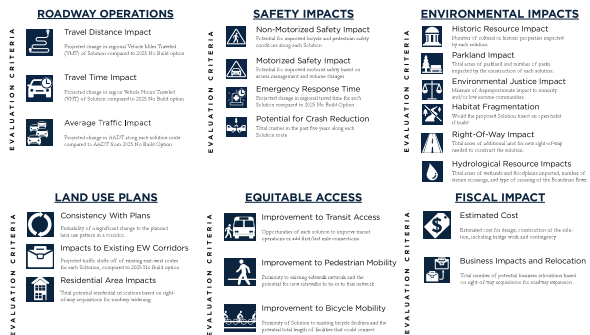 ROADWAY OPERATIONS
EVALUATION CRITERIA
Travel Distance Impact
Projected change in regional Vehicle Miles Traveled
(VMT) of Solution compared to 2025 No Build option
Travel Time Impact
Projected change in region Vehicle Hours Traveled
(VHT) of Solution compared to 2025 No Build option
Average Traffic Impact
Projected change in AADT along each solution route
compared to AADT from 2025 No Build option
SAFETY IMPACTS
EVALUATION CRITERIA
Non-Motorized Safety Impact
Potential for improved bicycle and pedestrian safety
conditions along each Solution
Motorized Safety Impact
Potential for improved motorist safety based on
access management and volume changes
Emergency Response Time
Projected change in regional travel time for each
Solution compared to 2025 No Build Option
Potential for Crash Reduction
Total crashes in the past five years along each
Solution
ENVIRONMENTAL IMPACTS
EVALUATION CRITERIA
Historic Resource Impact
Number of cultural or historic properties impacted
by each solution.
Parkland Impact
Total acres of parkland and number of parks
impacted by the construction of each solution.
Environmental Justice Impact
Absence of disproportionate impact to minority
and/or low-income communities.
Habitat Fragmentation
Would the proposed Solution bisect an open habitat
of land?
Right-Of-Way Impact
Total acres of additional land for new right-of-way
needed to construct the solution.
Hydrological Resource Impacts
Total acres of wetlands and floodplains impacted, number of
stream crossings, and type of crossing of the Boardman River
LAND USE PLANS
EVALUATION CRITERIA
Consistency With Plans
Probability of a significant change to the planned
land use pattern in a corridor.
Impacts to Existing EW Corridors
Projected traffic shifts off of existing east-west corridors
for each Solution, compared to 2025 No Build option
Residential Area Impacts
Total potential residential relocations based on right-
of-way acquisitions for roadway widening
EQUITABLE ACCESS
EVALUATION CRITERIA
Improvement to Transit Access
Opportunities of each solution to improve transit
operations or add first/last mile connections.
Improvement to Pedestrian Mobility
Proximity to existing sidewalk network and the
potential for new sidewalks to tie in to that network
Improvement to Bicycle Mobility
Proximity of Solution to existing bicycle facilities and the
potential total length of facilities that could connect
FISCAL IMPACT
EVALUATION CRITERIA
Estimated Cost
Estimated cost for design, construction of the solu-
tion, including bridge work and contingency
Business Impacts and Relocation
Total number of potential business relocations based
on right-of-way acquisitions for roadway